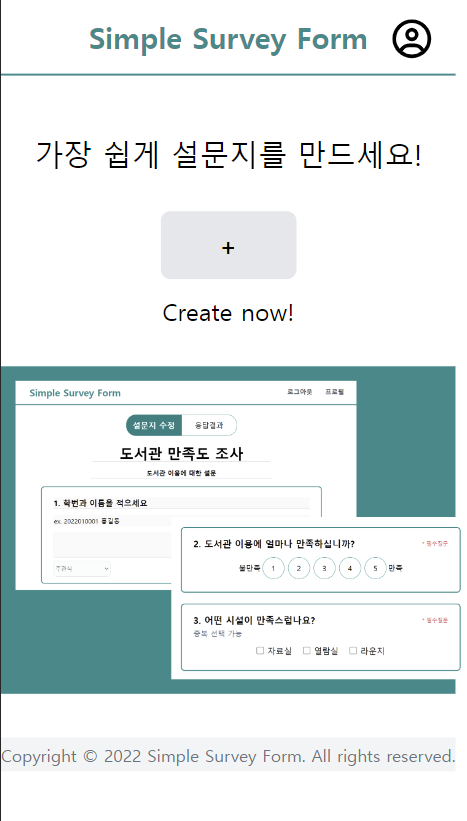 Simple Survey Form
가장 쉽게 설문지를 만드세요!
+
Create now!
Simple Survey Form
로그아웃 프로필
설문지 수정 응답결과
도서관 만족도 조사
도서관 이용에 대한 설문
1. 학번과 이름을 적으세요
ex. 2022010001 홍길동
주관식
2. 도서관 이용에 얼마나 만족하십니까?
* 필수질문
불만족 1 2 3 4 5 만족
3. 어떤 시설이 만족스럽나요?
* 필수질문
중복 선택 가능
자료실 열람실 라운지
Copyright © 2022 Simple Survey Form. All rights reserved.